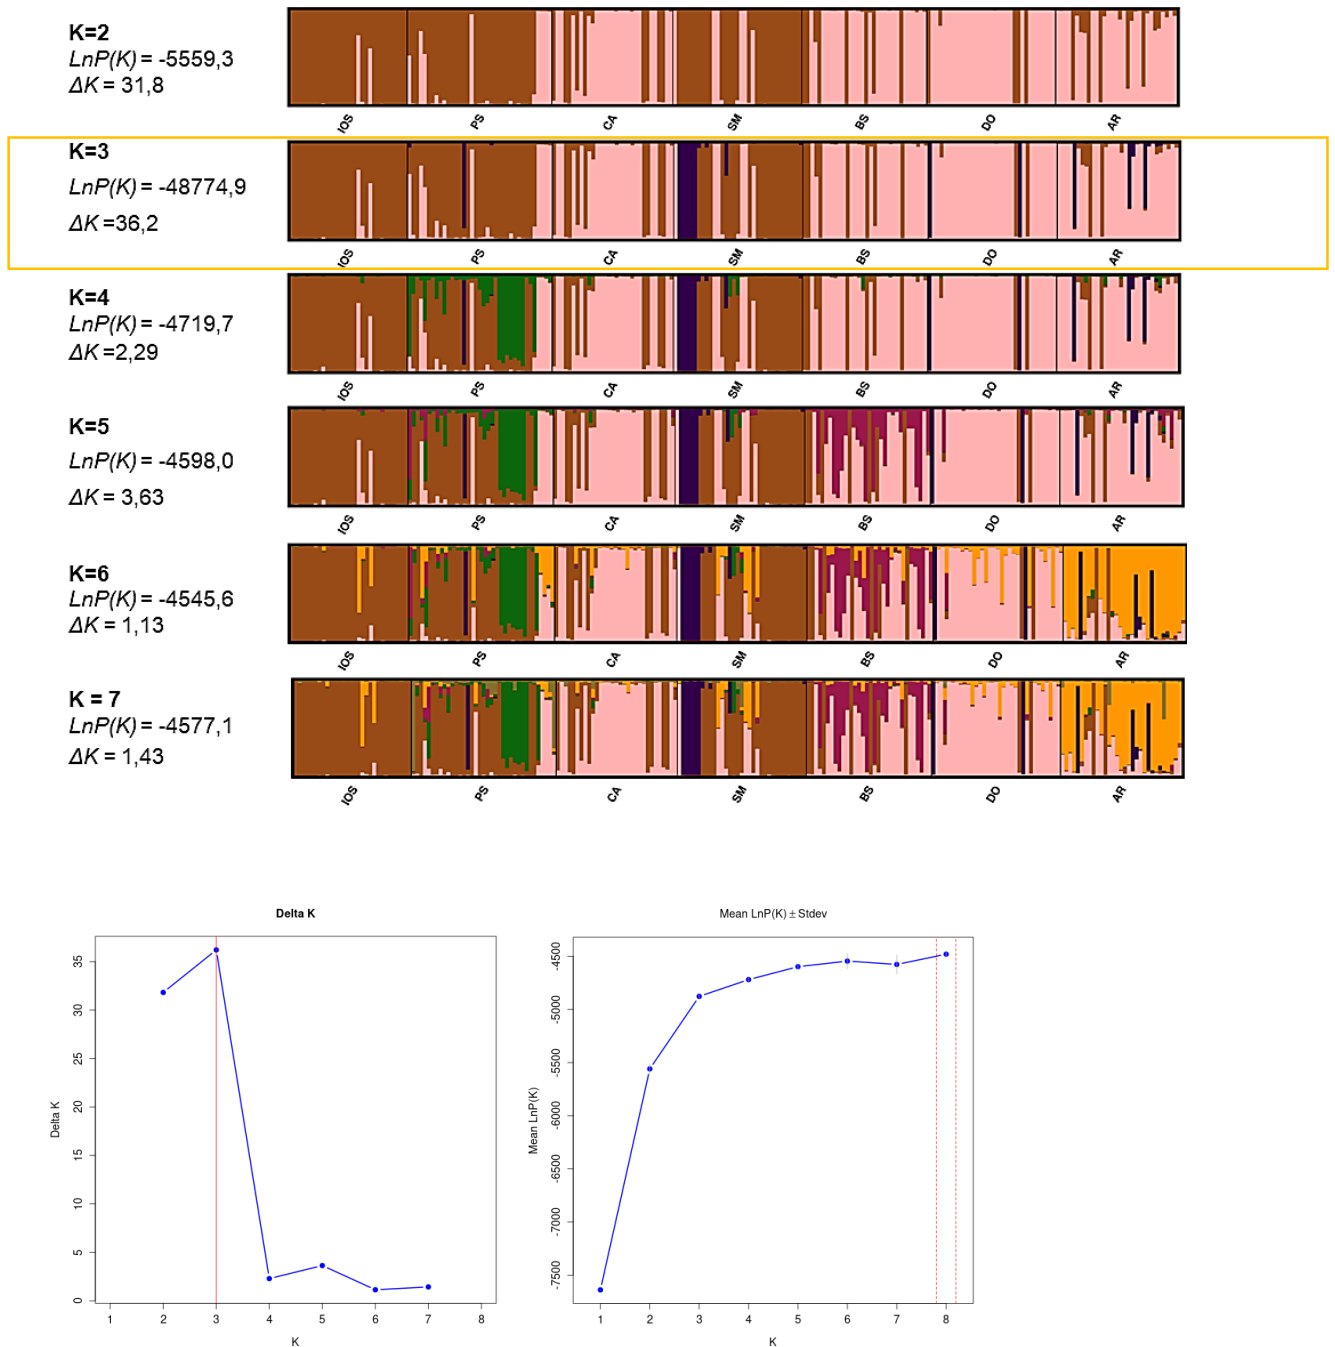 K=2
LnP(K) = -5559,3
ΔK = 31,8
IOS PS CA SM BS DO AR
K=3
LnP(K) = -48774,9
ΔK =36,2
IOS PS CA SM BS DO AR
K=4
LnP(K) = -4719,7
ΔK =2,29
IOS PS CA SM BS DO AR
K=5
LnP(K) = -4598,0
ΔK = 3,63
IOS PS CA SM BS DO AR
K=6
LnP(K) = -4545,6
ΔK = 1,13
IOS PS CA SM BS DO AR
K = 7
LnP(K) = -4577,1
ΔK = 1,43
IOS PS CA SM BS DO AR
Delta K
Delta K
35
30
25
20
15
10
5
0
1 2 3 4 5 6 7 8
K
Mean LnP(K) ± Stdev
Mean LnP(K)
-4500
-5000
-5500
-6000
-6500
-7000
-7500
1 2 3 4 5 6 7 8
K